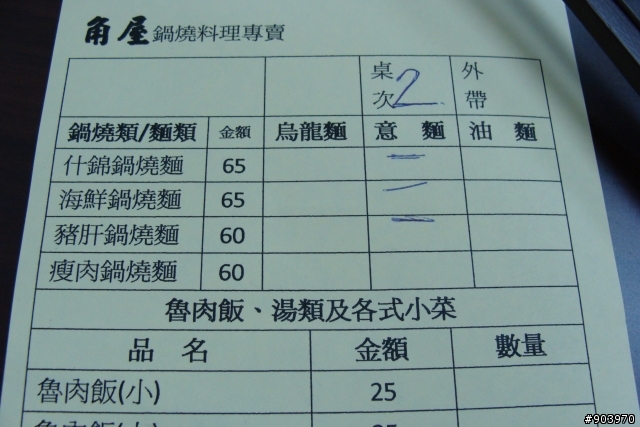 角屋鍋燒料理專賣
桌次 2 外帶
鍋燒類/麵類 金額 烏龍麵 意 麵 油 麵
什錦鍋燒麵 65 二
海鮮鍋燒麵 65 一
豬肝鍋燒麵 60 二
瘦肉鍋燒麵 60
魯肉飯、湯類及各式小菜
品 名 金額 數量
魯肉飯(小) 25
#903970